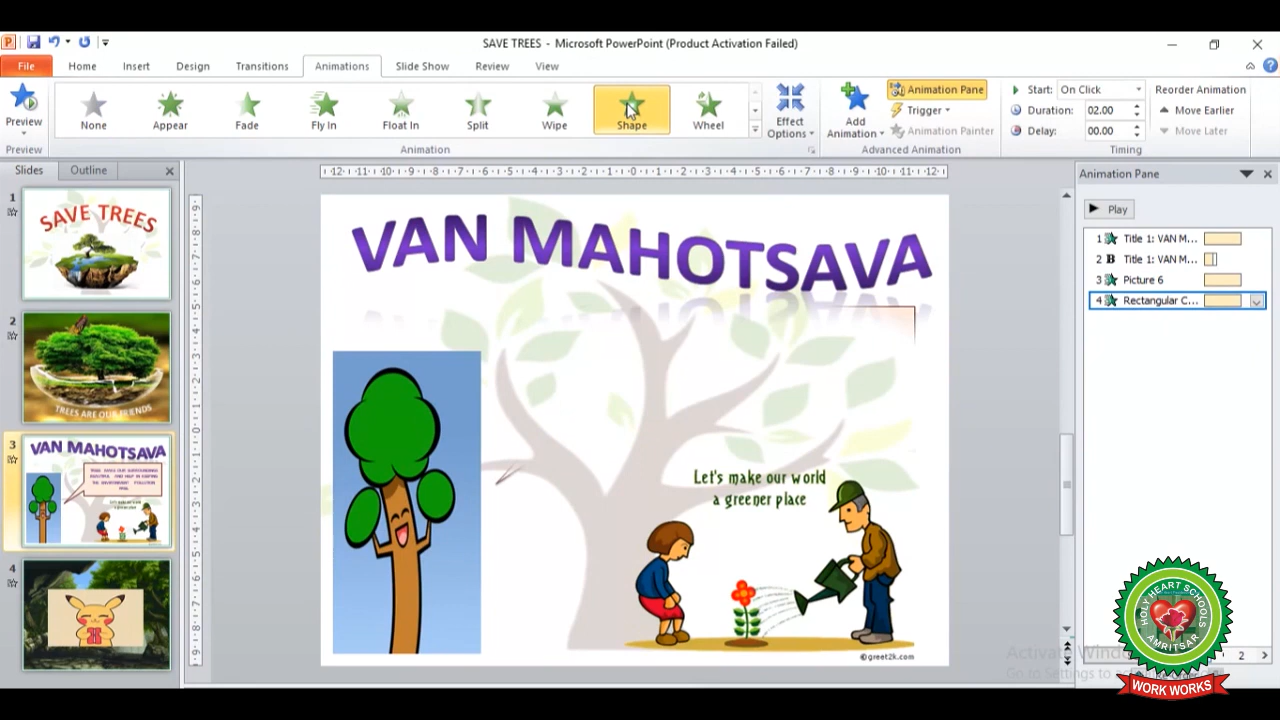 SAVE TREES - Microsoft PowerPoint (Product Activation Failed)
File Home Insert Design Transitions Animations Slide Show Review View
Preview
None Appear Fade Fly In Float In Split Wipe Shape Wheel
Effect Options
Add Animation
Animation Pane
Trigger
Animation Painter
Start: On Click
Duration: 02.00
Delay: 00.00
Reorder Animation
Move Earlier
Move Later
Preview Animation Advanced Animation Timing
Slides Outline
1
SAVE TREES
2
TREES ARE OUR FRIENDS
3
VAN MAHOTSAVA
4
VAN MAHOTSAVA
Let's make our world
a greener place
©greet2k.com
Animation Pane
Play
1 Title 1: VAN M...
2 B Title 1: VAN M...
3 Picture 6
4 Rectangular C...
2
HOLY HEART SCHOOLS
AMRITSAR
WORK WORKS